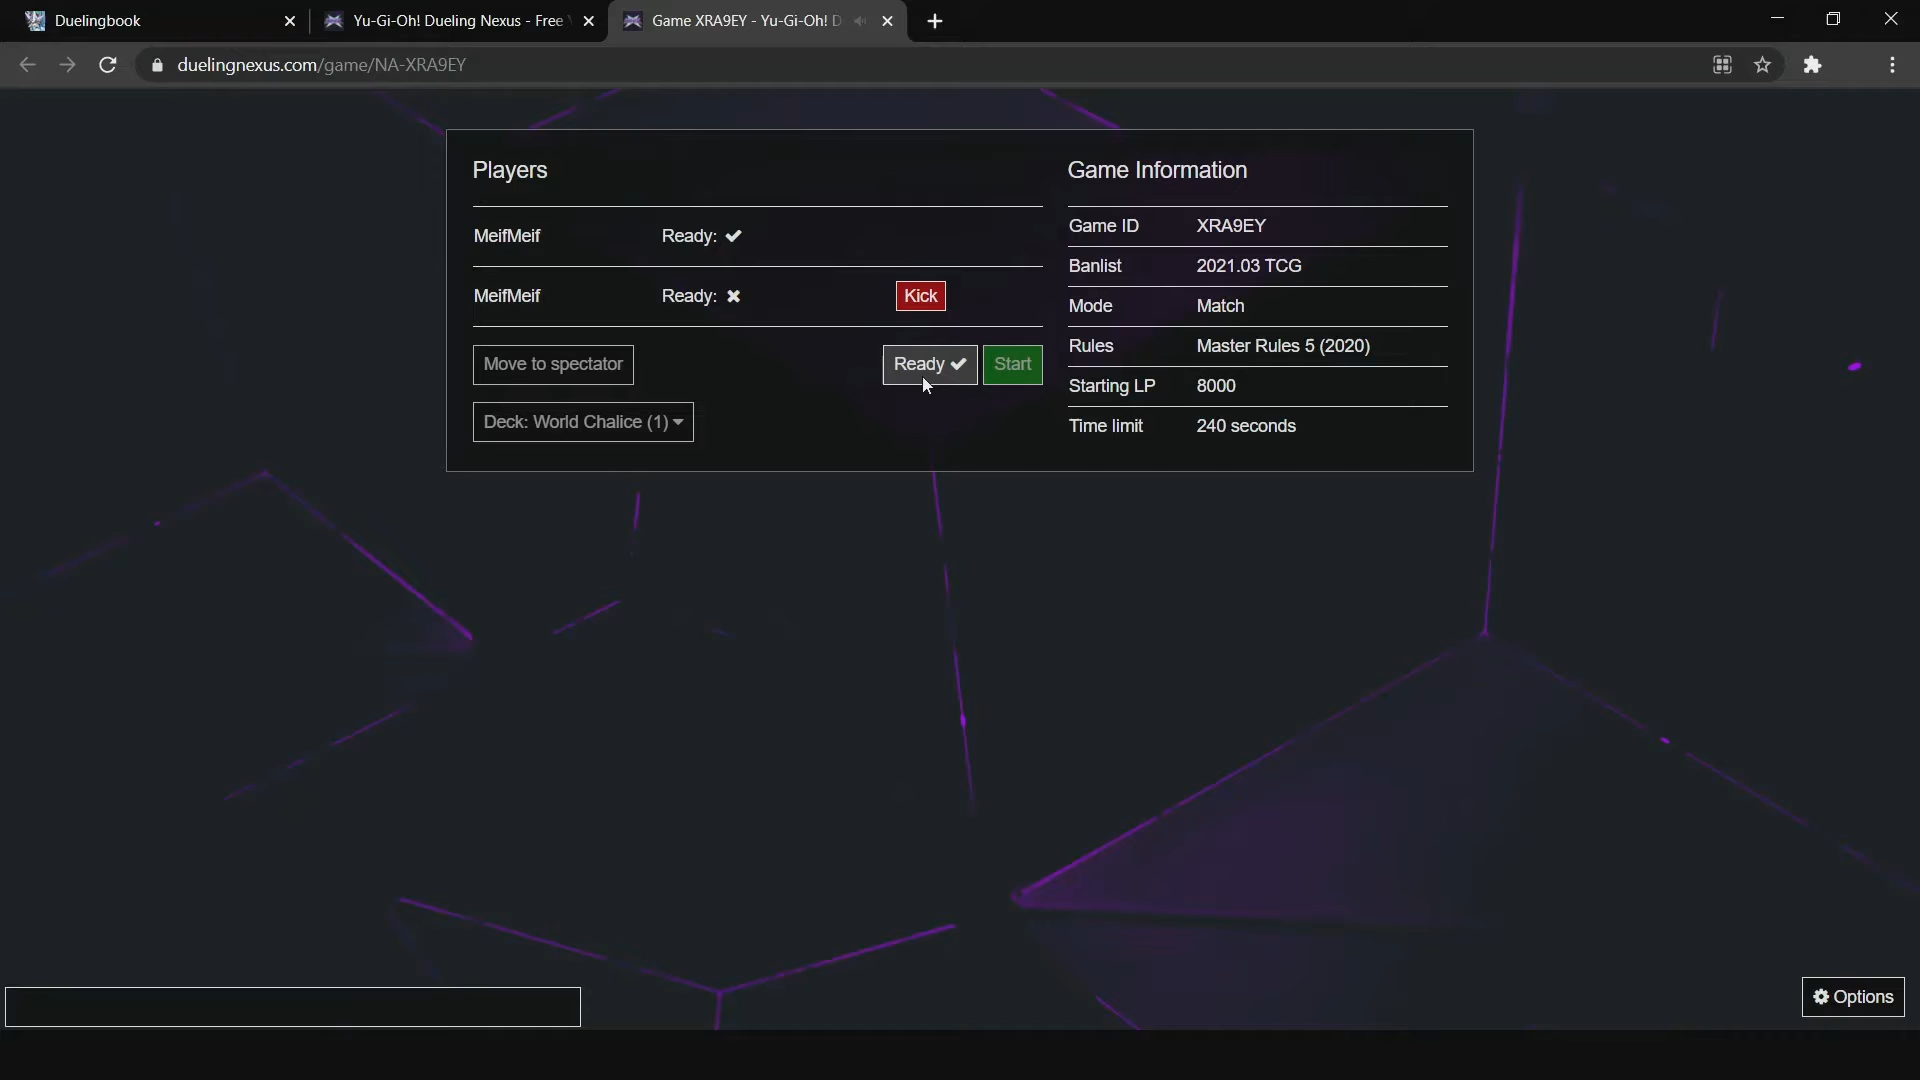 Duelingbook
Yu-Gi-Oh! Dueling Nexus - Free
Game XRA9EY - Yu-Gi-Oh! D
duelingnexus.com/game/NA-XRA9EY
Players
MeifMeif Ready:
MeifMeif Ready: Kick
Move to spectator Ready Start
Deck: World Chalice (1)
Game Information
Game ID XRA9EY
Banlist 2021.03 TCG
Mode Match
Rules Master Rules 5 (2020)
Starting LP 8000
Time limit 240 seconds
Options